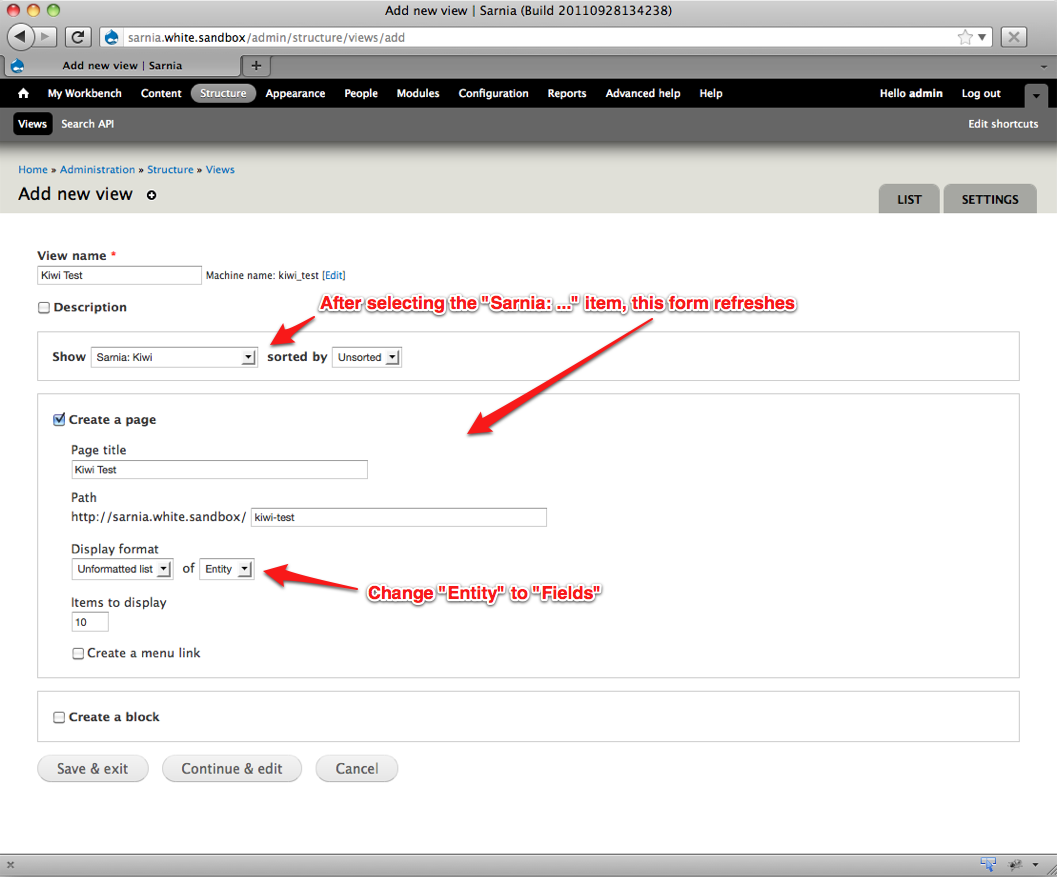 Add new view | Sarnia (Build 20110928134238)
sarnia.white.sandbox/admin/structure/views/add
Add new view | Sarnia
My Workbench Content Structure Appearance People Modules Configuration Reports Advanced help Help Hello admin Log out
Views Search API Edit shortcuts
Home » Administration » Structure » Views
Add new view
LIST SETTINGS
View name *
Kiwi Test Machine name: kiwi_test [Edit]
Description
After selecting the "Sarnia: ..." item, this form refreshes
Show Sarnia: Kiwi sorted by Unsorted
Create a page
Page title
Kiwi Test
Path
http://sarnia.white.sandbox/ kiwi-test
Display format
Unformatted list of Entity
Change "Entity" to "Fields"
Items to display
10
Create a menu link
Create a block
Save & exit Continue & edit Cancel